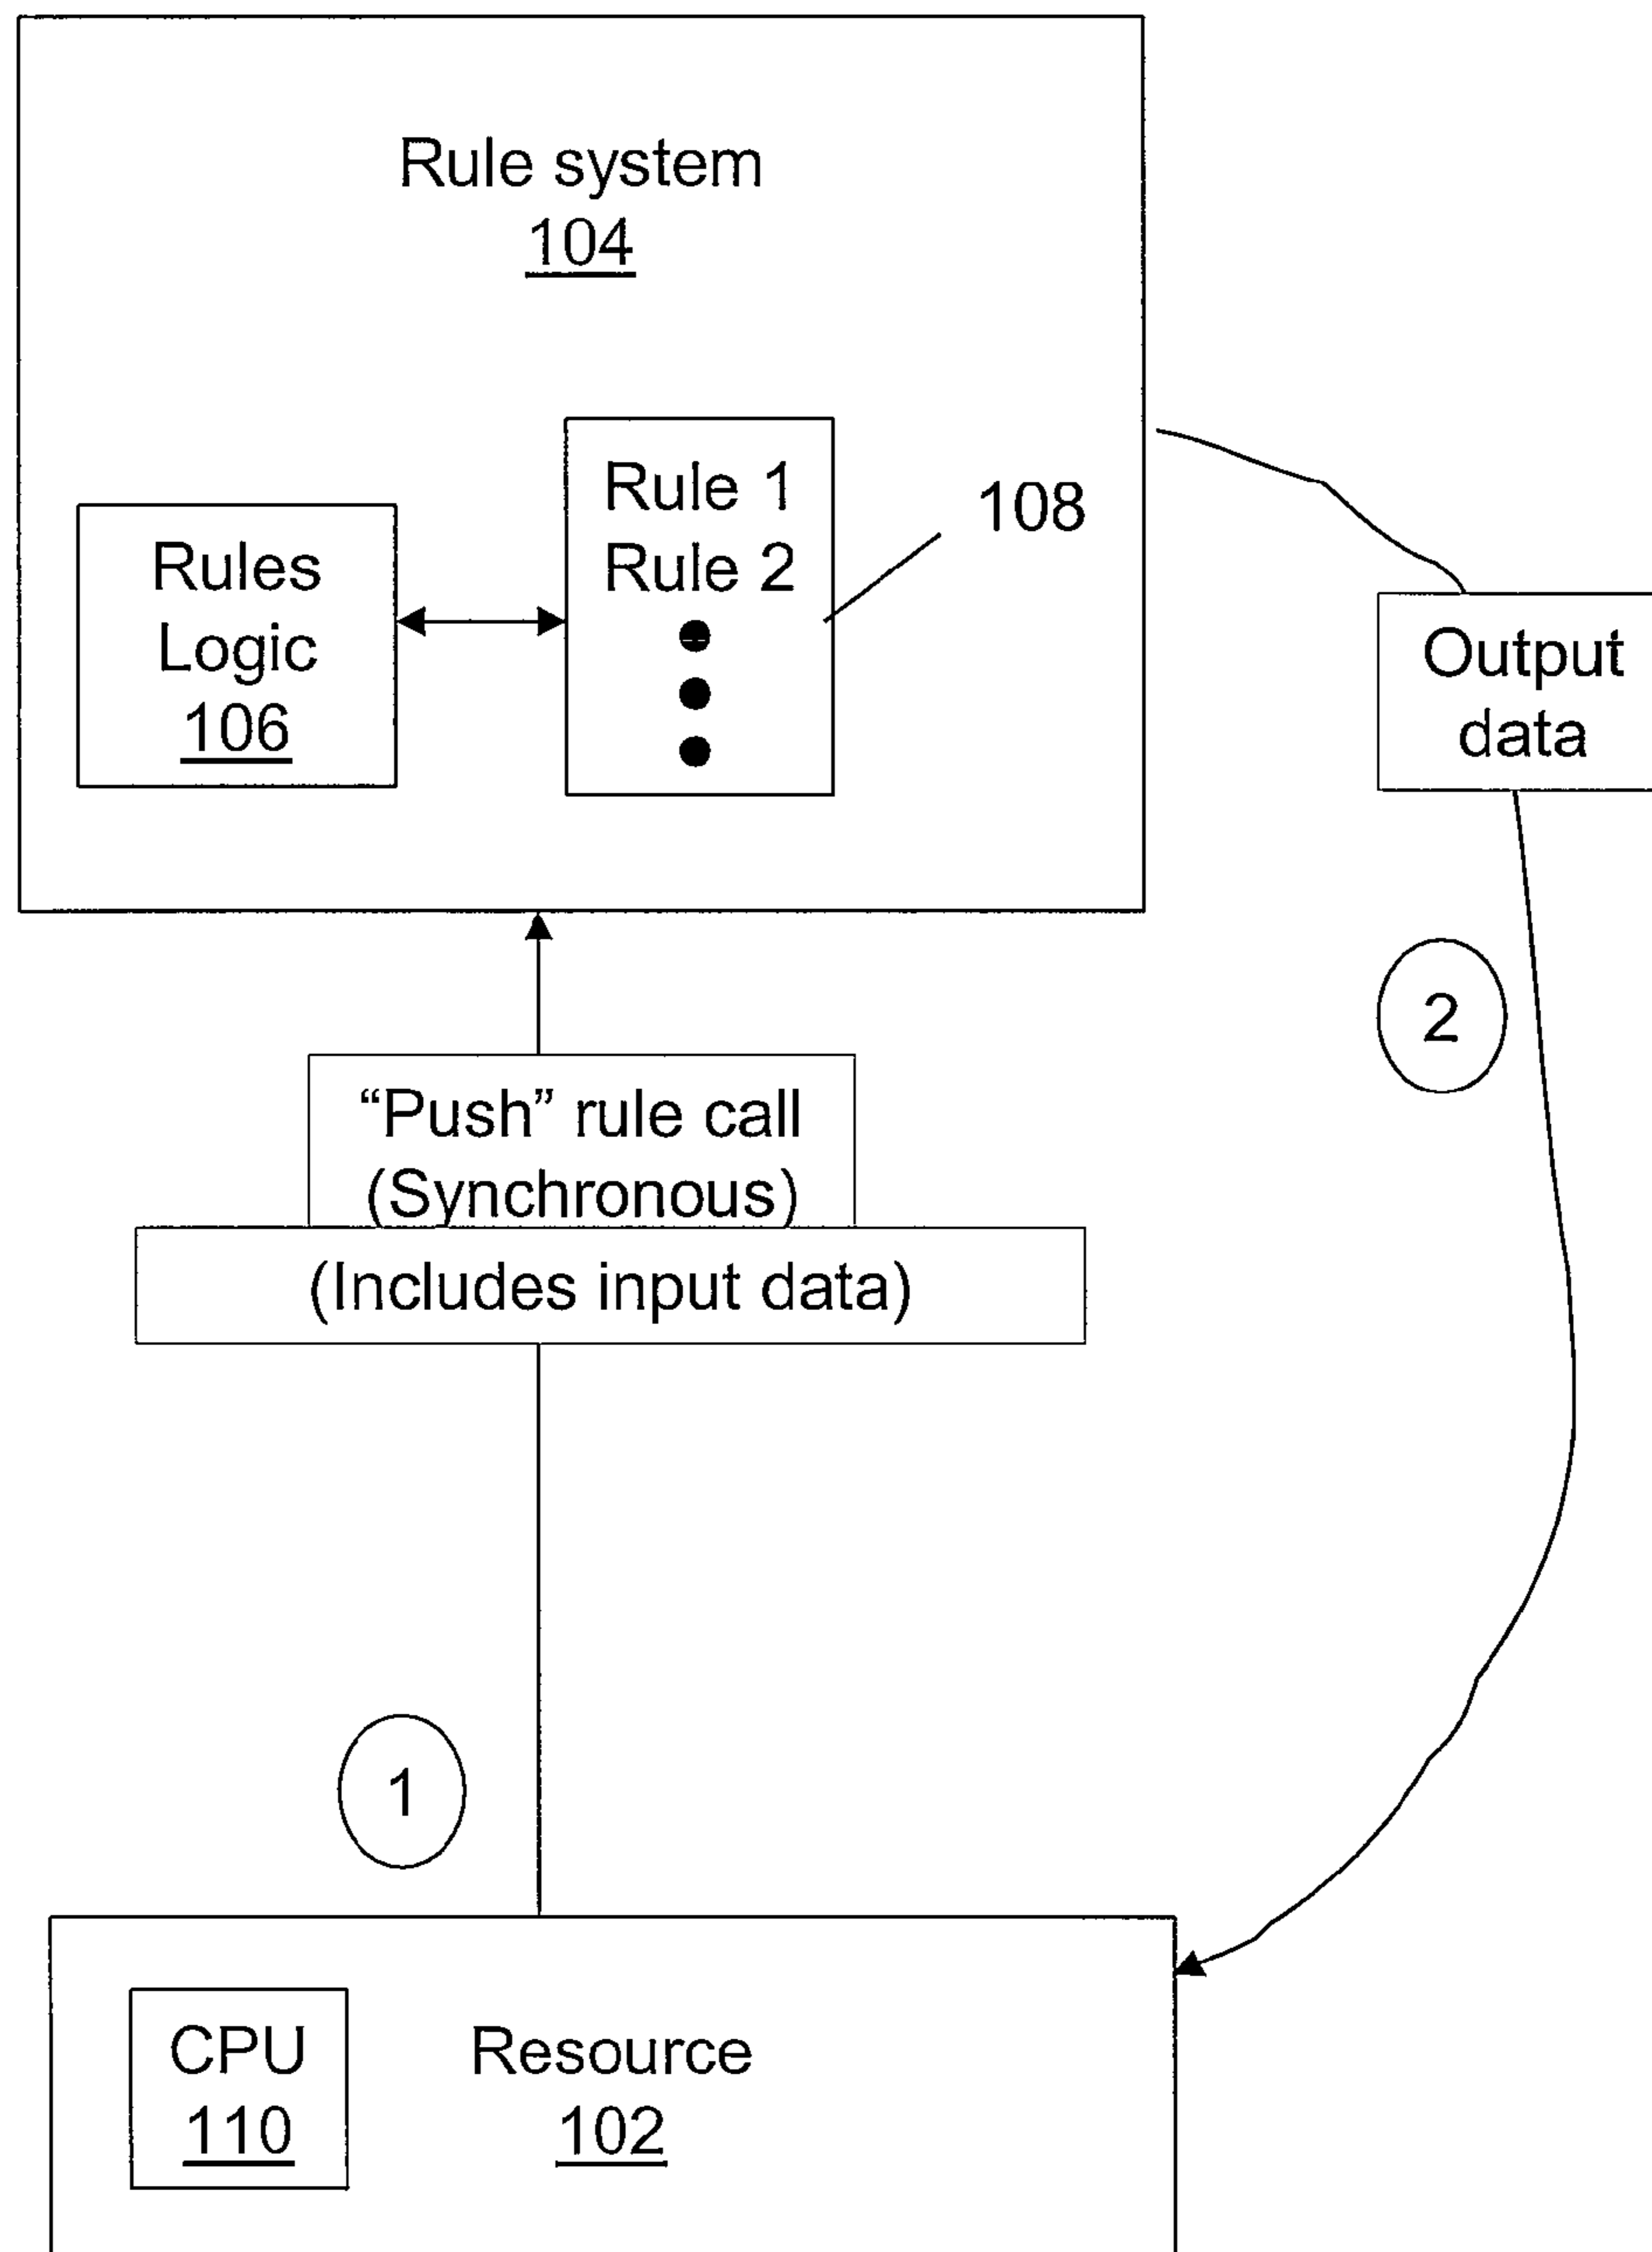 Rule system
104
Rule 1
Rule 2
108
Rules
Logic
106
Output
data
2
“Push” rule call
(Synchronous)
(Includes input data)
1
CPU
110
Resource
102